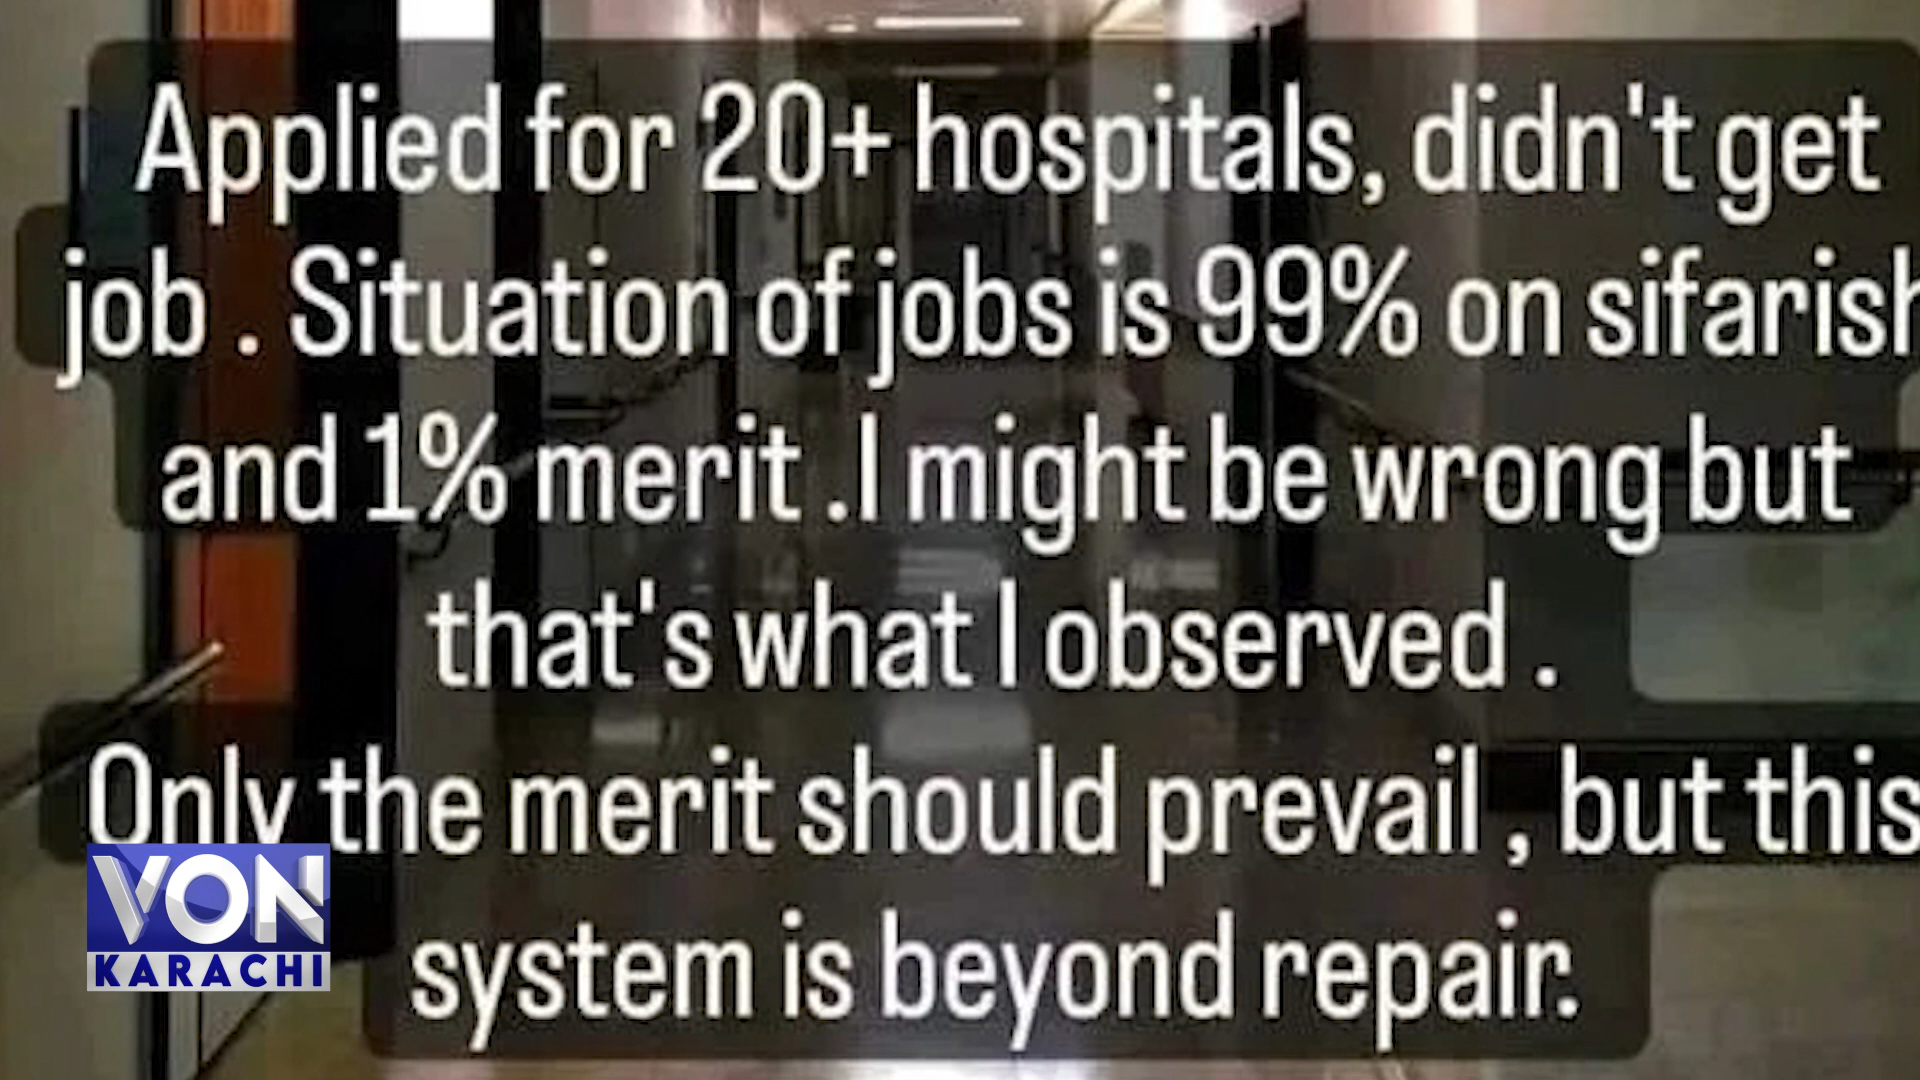 Applied for 20+ hospitals, didn't get
job . Situation of jobs is 99% on sifarish
and 1% merit .I might be wrong but
that's what I observed .
Only the merit should prevail , but this
system is beyond repair.
VON
KARACHI